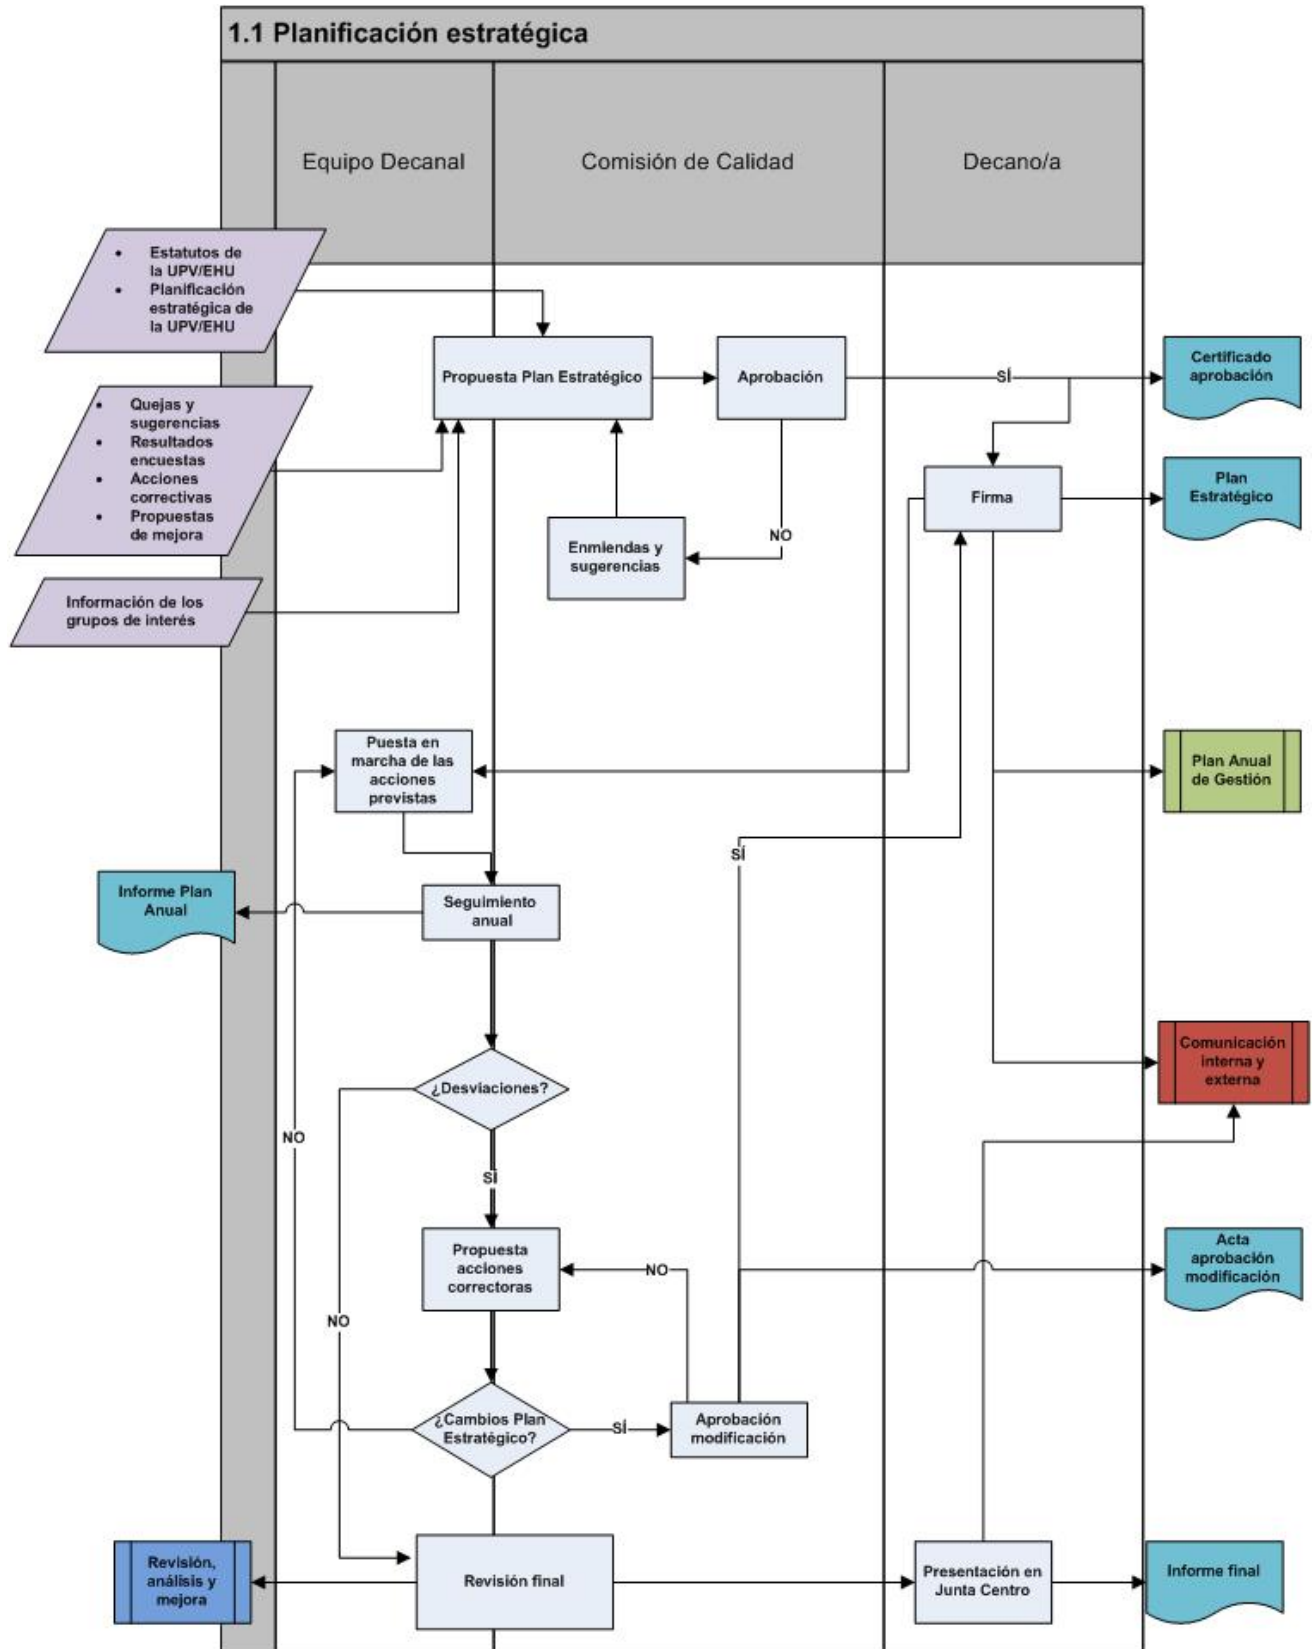 1.1 Planificación estratégica
Equipo Decanal
Comisión de Calidad
Decano/a
• Estatutos de
la UPV/EHU
• Planificación
estratégica de
la UPV/EHU
Propuesta Plan Estratégico
Aprobación
SÍ
Certificado
aprobación
• Quejas y
sugerencias
• Resultados
encuestas
• Acciones
correctivas
• Propuestas
de mejora
Firma
Plan
Estratégico
NO
Enmiendas y
sugerencias
Información de los
grupos de interés
Puesta en
marcha de las
acciones
previstas
Plan Anual
de Gestión
SÍ
Informe Plan
Anual
Seguimiento
anual
Comunicación
interna y
externa
¿Desviaciones?
NO
SÍ
Propuesta
acciones
correctoras
NO
Acta
aprobación
modificación
NO
¿Cambios Plan
Estratégico?
SÍ
Aprobación
modificación
Revisión,
análisis y
mejora
Revisión final
Presentación en
Junta Centro
Informe final